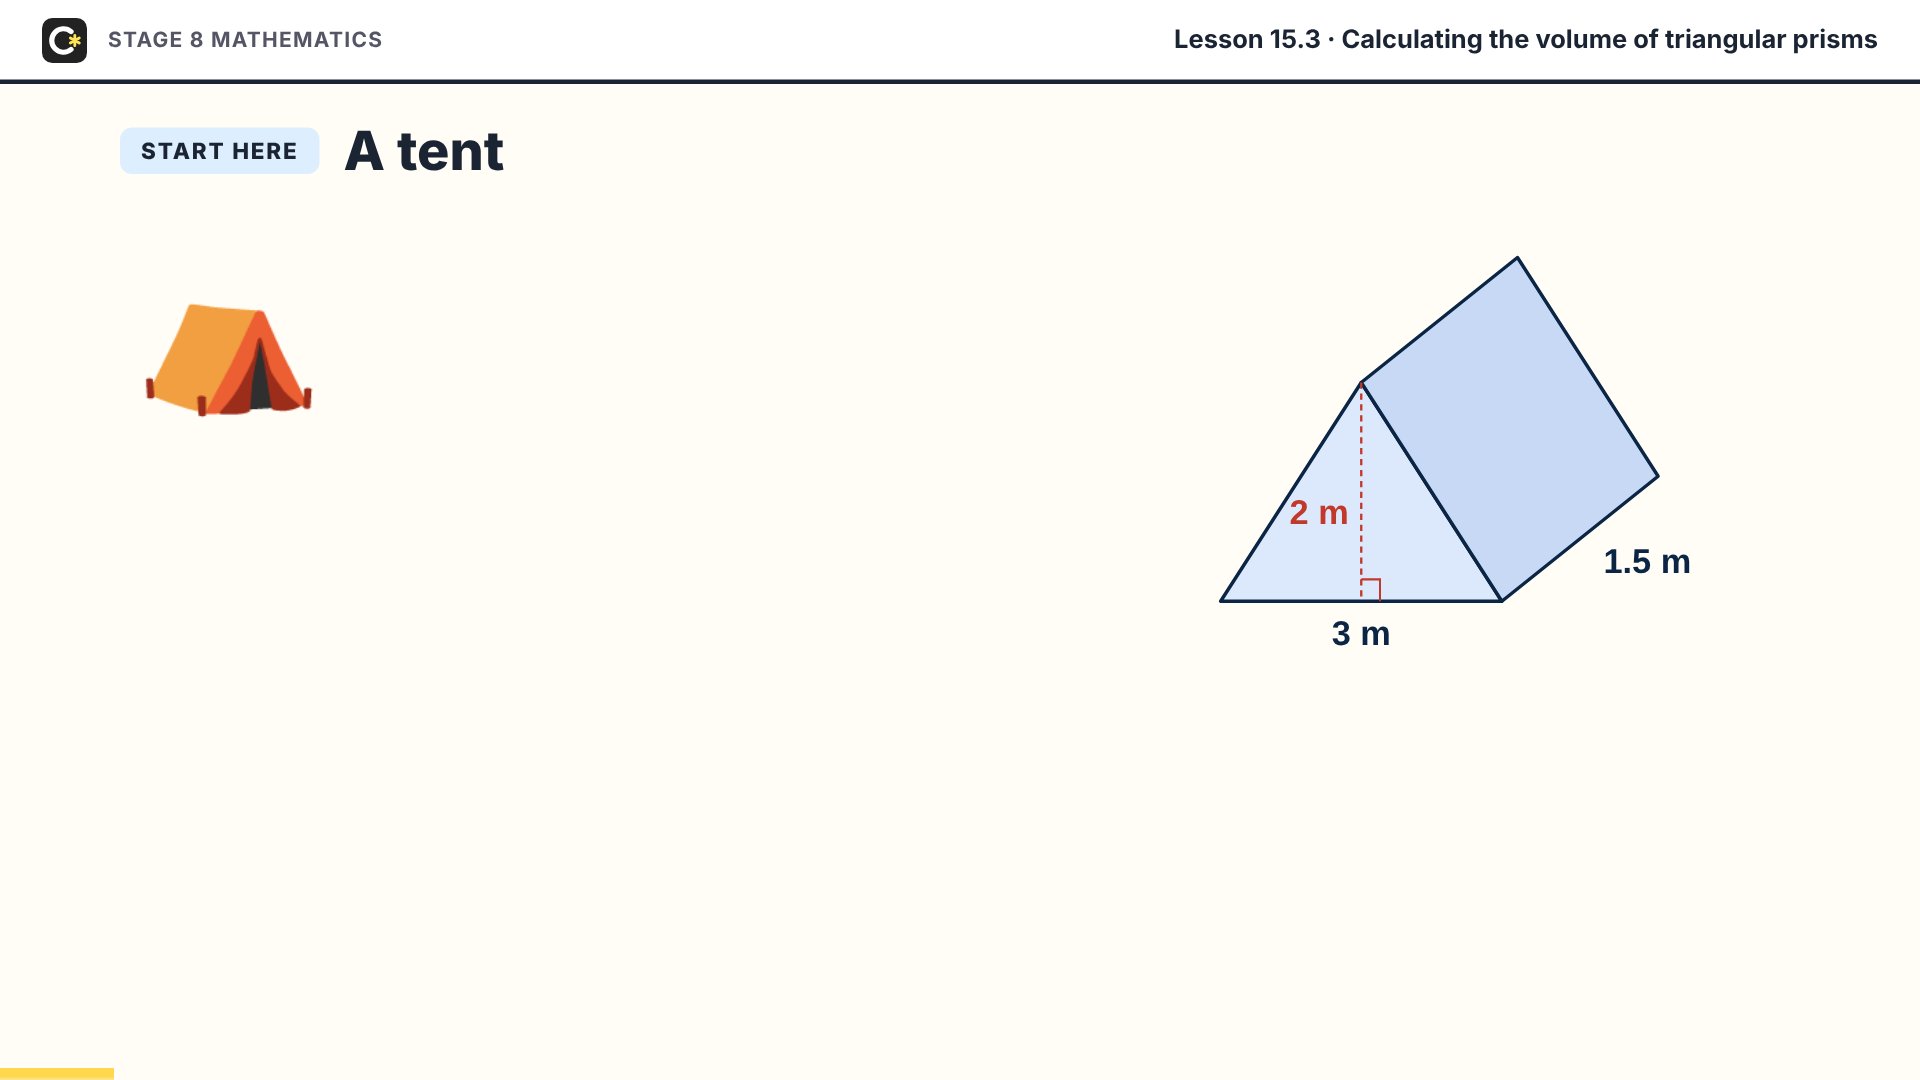 STAGE 8 MATHEMATICS
Lesson 15.3 · Calculating the volume of triangular prisms
START HERE
A tent
2 m
1.5 m
3 m